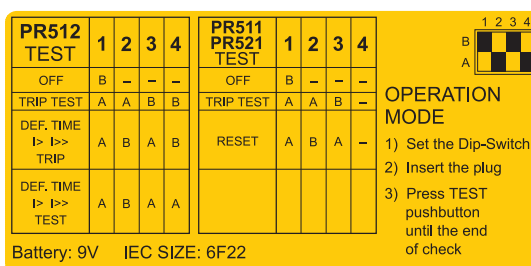 PR512
TEST 1 2 3 4
OFF B – – –
TRIP TEST A A B B
DEF. TIME
I> I>>
TRIP A B A B
DEF. TIME
I> I>>
TEST A B A A
PR511
PR521
TEST 1 2 3 4
OFF B – – –
TRIP TEST A A B –
RESET A B A –
Battery: 9V IEC SIZE: 6F22
1 2 3 4
B
A
OPERATION
MODE
1) Set the Dip-Switch
2) Insert the plug
3) Press TEST
pushbutton
until the end
of check